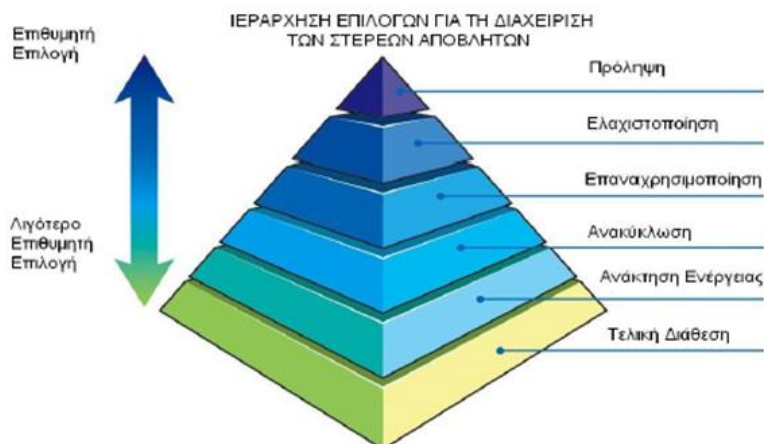 ΙΕΡΑΡΧΗΣΗ ΕΠΙΛΟΓΩΝ ΓΙΑ ΤΗ ΔΙΑΧΕΙΡΙΣΗ
ΤΩΝ ΣΤΕΡΕΩΝ ΑΠΟΒΛΗΤΩΝ
Επιθυμητή
Επιλογή
Πρόληψη
Ελαχιστοποίηση
Επαναχρησιμοποίηση
Λιγότερο
Επιθυμητή
Επιλογή
Ανακύκλωση
Ανάκτηση Ενέργειας
Τελική Διάθεση